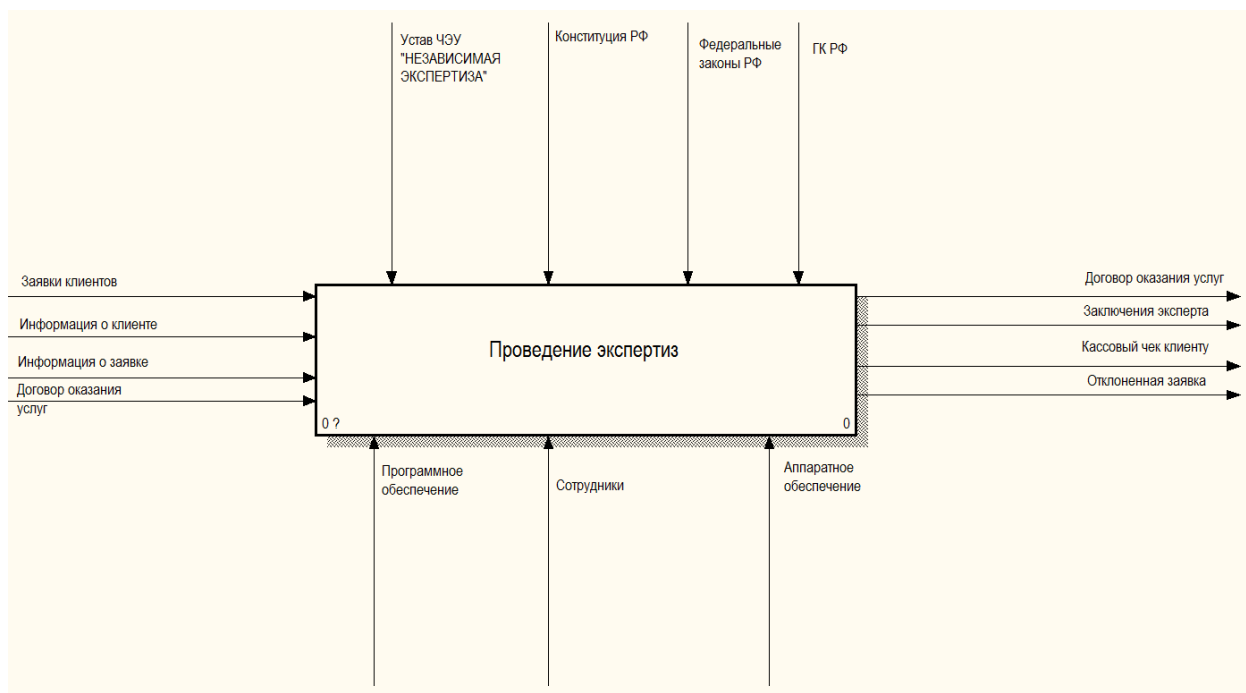 Устав ЧЭУ
"НЕЗАВИСИМАЯ
ЭКСПЕРТИЗА"
Конституция РФ
Федеральные
законы РФ
ГК РФ
Заявки клиентов
Информация о клиенте
Информация о заявке
Договор оказания
услуг
Проведение экспертиз
0 ?
0
Договор оказания услуг
Заключения эксперта
Кассовый чек клиенту
Отклоненная заявка
Программное
обеспечение
Сотрудники
Аппаратное
обеспечение